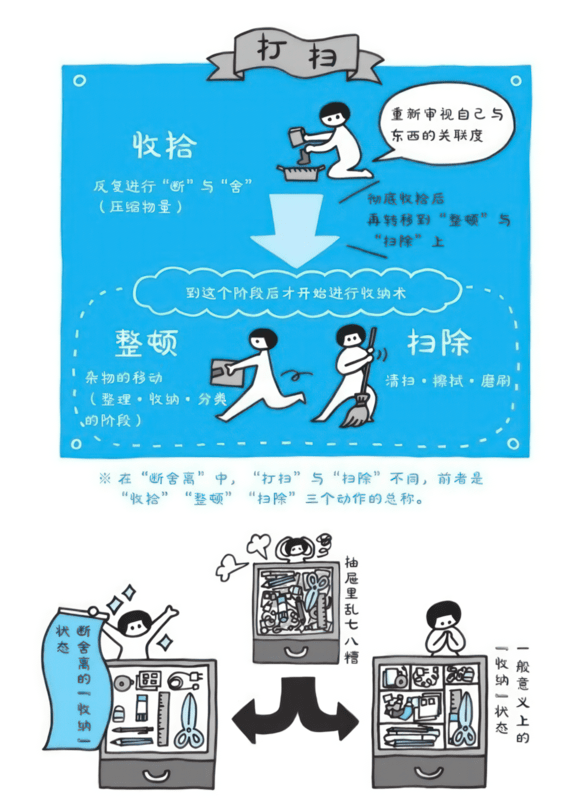 打扫
收拾
反复进行“断”与“舍”
（压缩物量）
重新审视自己与
东西的关联度
彻底收拾后
再转移到“整顿”与
“扫除”上
到这个阶段后才开始进行收纳术
整顿
杂物的移动
（整理·收纳·分类
的阶段）
扫除
清扫·擦拭·磨刷
※ 在“断舍离”中，“打扫”与“扫除”不同，前者是
“收拾”“整顿”“扫除”三个动作的总称。
抽屉里乱七八糟
断舍离的“收纳”
状态
一般意义上的
“收纳”状态